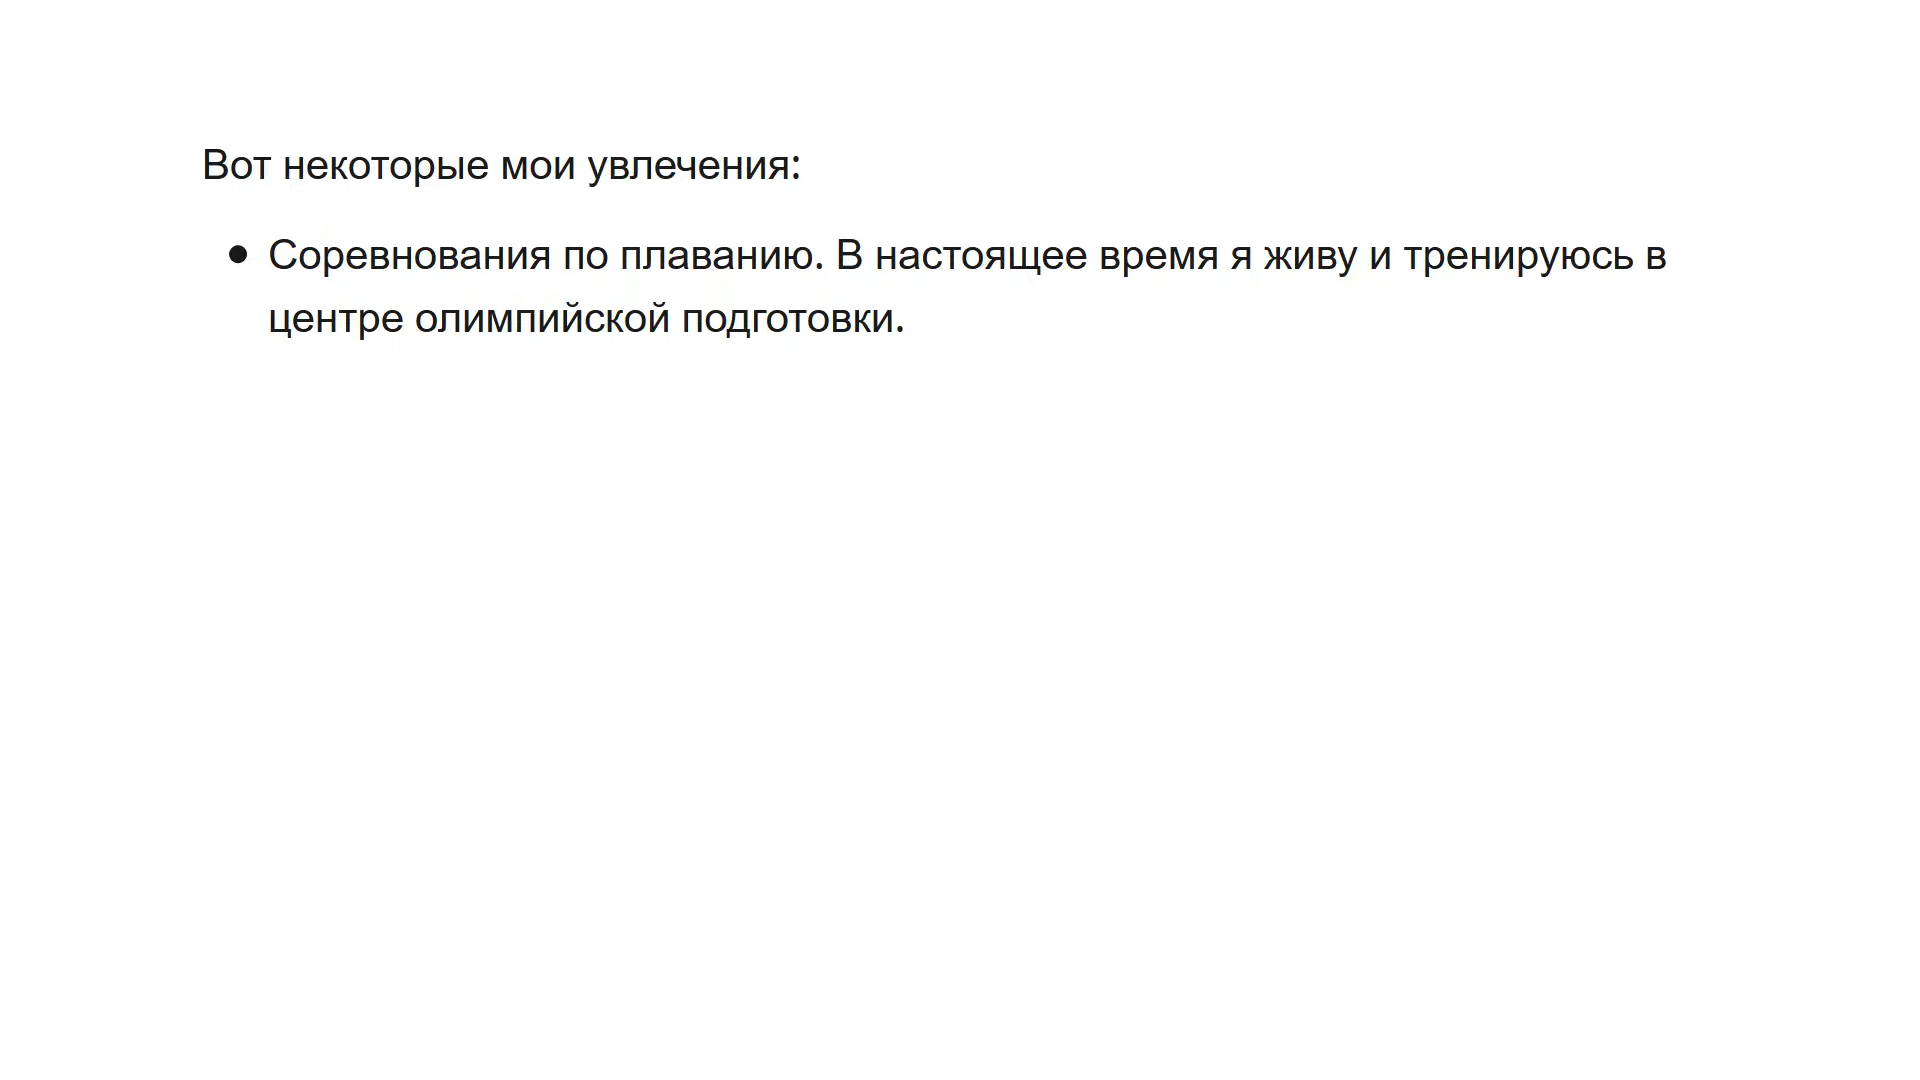 Вот некоторые мои увлечения:
• Соревнования по плаванию. В настоящее время я живу и тренируюсь в
центре олимпийской подготовки.